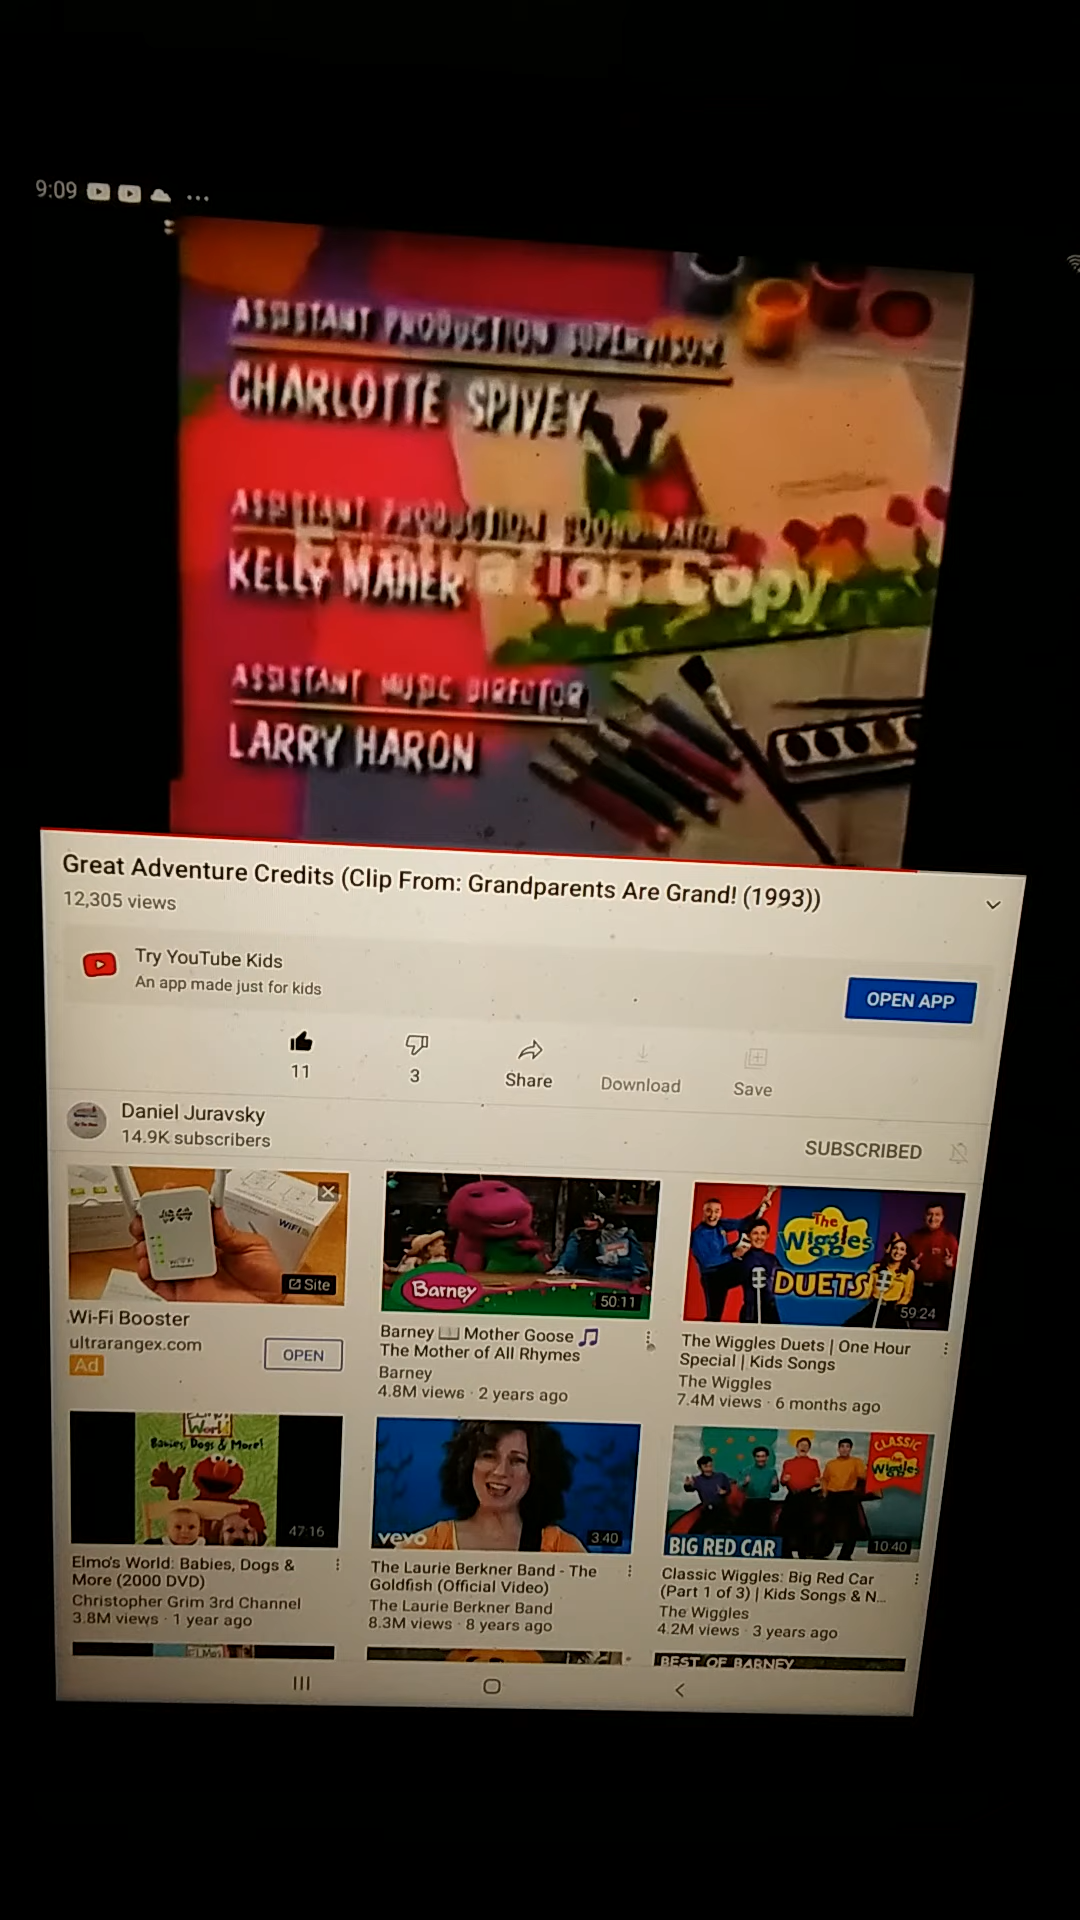 9:09
ASSISTANT PRODUCTION SUPERVISOR
CHARLOTTE SPIVEY
ASSISTANT PRODUCTION COORDINATOR
KELLY MAHER
Copy
ASSISTANT MUSIC DIRECTOR
LARRY HARON
Great Adventure Credits (Clip From: Grandparents Are Grand! (1993))
12,305 views
Try YouTube Kids
An app made just for kids
OPEN APP
11
3
Share
Download
Save
Daniel Juravsky
14.9K subscribers
SUBSCRIBED
WiFi
Site
Wi-Fi Booster
ultrarangex.com
Ad
OPEN
Barney
50:11
Barney Mother Goose
The Mother of All Rhymes
Barney
4.8M views · 2 years ago
The
Wiggles
DUETS
59:24
The Wiggles Duets | One Hour
Special | Kids Songs
The Wiggles
7.4M views · 6 months ago
World
Babies, Dogs & More!
47:16
Elmo's World: Babies, Dogs &
More (2000 DVD)
Christopher Grim 3rd Channel
3.8M views · 1 year ago
vevo
3:40
The Laurie Berkner Band - The
Goldfish (Official Video)
The Laurie Berkner Band
8.3M views · 8 years ago
CLASSIC
The
Wiggles
BIG RED CAR
10:40
Classic Wiggles: Big Red Car
(Part 1 of 3) | Kids Songs & N...
The Wiggles
4.2M views · 3 years ago
BEST OF BARNEY